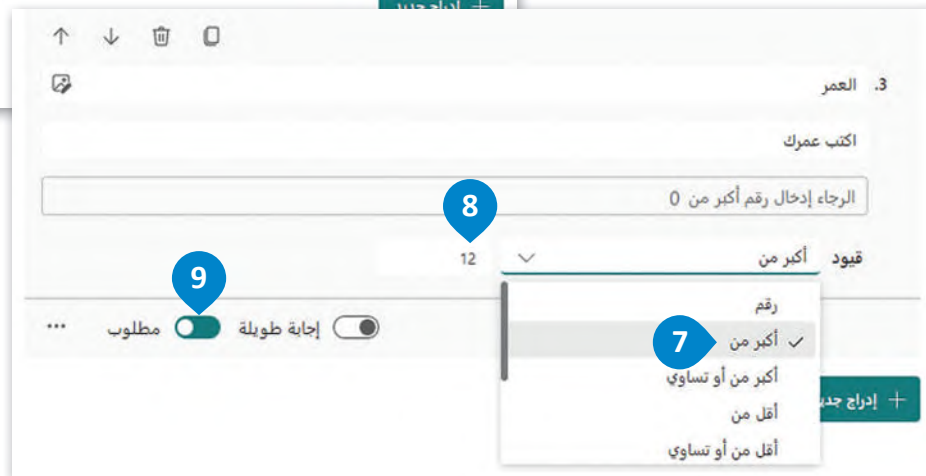 + إدراج جديد
3. العمر
اكتب عمرك
الرجاء إدخال رقم أكبر من 0
8
قيود أكبر من 12
9
رقم
مطلوب إجابة طويلة
أكبر من 7
أكبر من أو تساوي
+ إدراج جديد
أقل من
أقل من أو تساوي